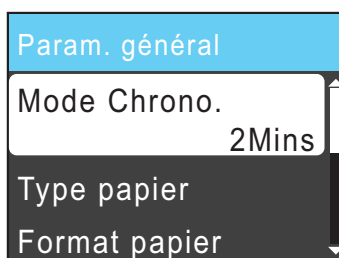 Param. général
Mode Chrono.
2Mins
Type papier
Format papier